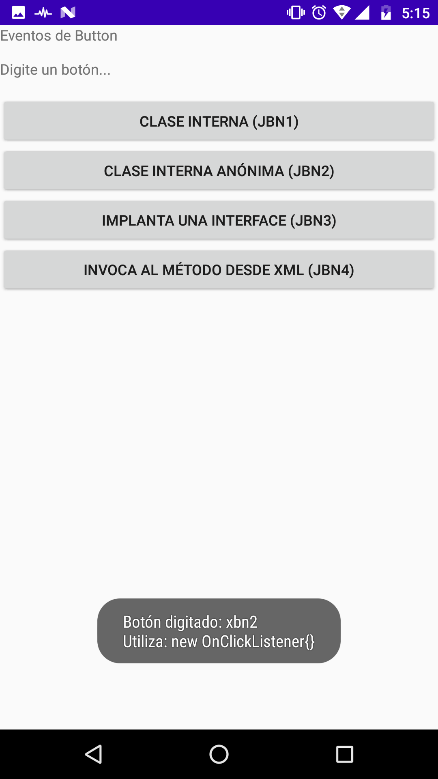 5:15
Eventos de Button
Digite un botón...
CLASE INTERNA (JBN1)
CLASE INTERNA ANÓNIMA (JBN2)
IMPLANTA UNA INTERFACE (JBN3)
INVOCA AL MÉTODO DESDE XML (JBN4)
Botón digitado: xbn2
Utiliza: new OnClickListener{}